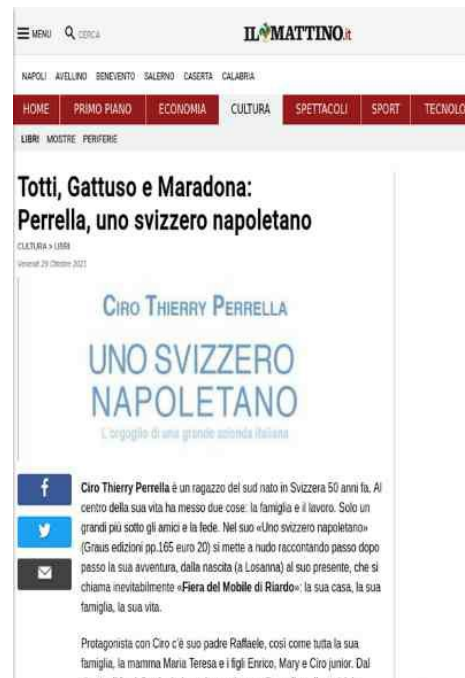 MENU CERCA IL MATTINO.it
NAPOLI AVELLINO BENEVENTO SALERNO CASERTA CALABRIA
HOME PRIMO PIANO ECONOMIA CULTURA SPETTACOLI SPORT TECNOLO
LIBRI MOSTRE PERIFERIE
Totti, Gattuso e Maradona:
Perrella, uno svizzero napoletano
CULTURA > LIBRI
Venerdì 29 Ottobre 2021
CIRO THIERRY PERRELLA
UNO SVIZZERO
NAPOLETANO
L'orgoglio di una grande azienda italiana
Ciro Thierry Perrella è un ragazzo del sud nato in Svizzera 50 anni fa. Al
centro della sua vita ha messo due cose: la famiglia e il lavoro. Solo un
grandi più sotto gli amici e la fede. Nel suo «Uno svizzero napoletano»
(Graus edizioni pp.165 euro 20) si mette a nudo raccontando passo dopo
passo la sua avventura, dalla nascita (a Losanna) al suo presente, che si
chiama inevitabilmente «Fiera del Mobile di Riardo»: la sua casa, la sua
famiglia, la sua vita.
Protagonista con Ciro c'è suo padre Raffaele, così come tutta la sua
famiglia, la mamma Maria Teresa e i figli Enrico, Mary e Ciro junior. Dal